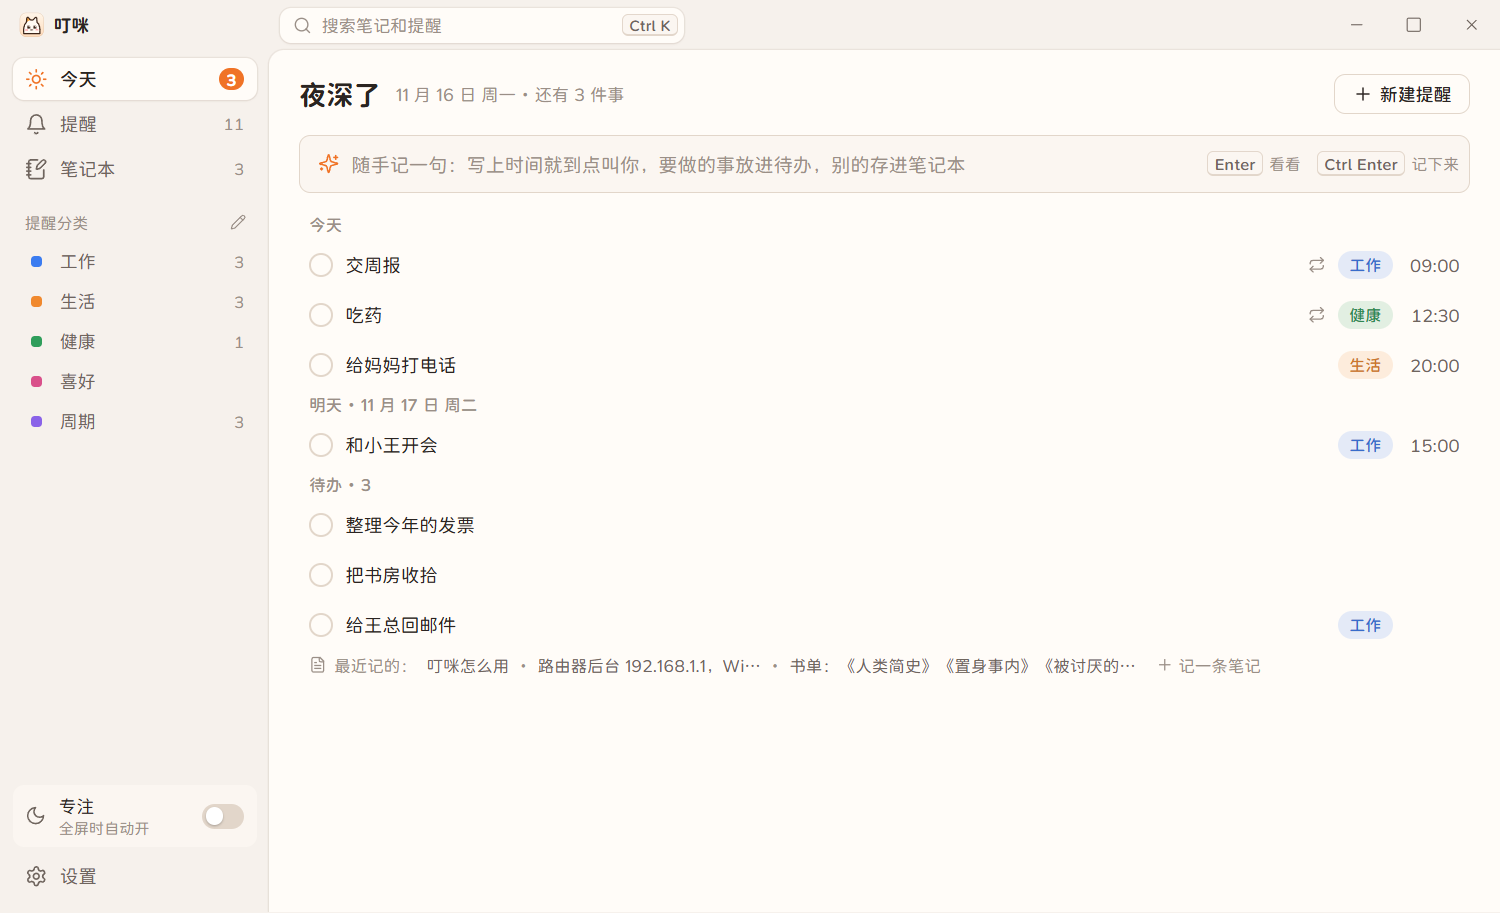 叮咪
搜索笔记和提醒 Ctrl K
今天 3
提醒 11
笔记本 3
提醒分类
工作 3
生活 3
健康 1
喜好
周期 3
专注
全屏时自动开
设置
夜深了 11 月 16 日 周一 • 还有 3 件事
新建提醒
随手记一句：写上时间就到点叫你，要做的事放进待办，别的存进笔记本 Enter 看看 Ctrl Enter 记下来
今天
交周报 工作 09:00
吃药 健康 12:30
给妈妈打电话 生活 20:00
明天 • 11 月 17 日 周二
和小王开会 工作 15:00
待办 • 3
整理今年的发票
把书房收拾
给王总回邮件 工作
最近记的： 叮咪怎么用 • 路由器后台 192.168.1.1，Wi… • 书单：《人类简史》《置身事内》《被讨厌的… 记一条笔记